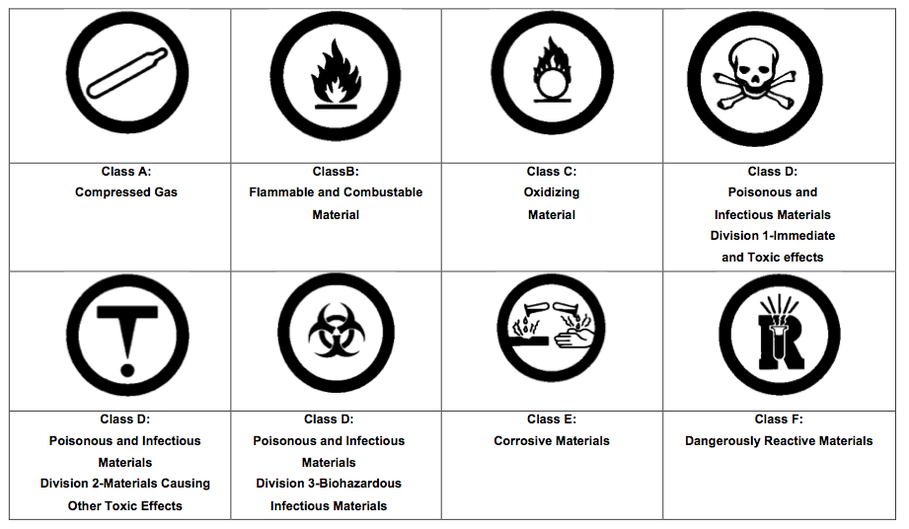 Class A:
Compressed Gas
ClassB:
Flammable and Combustable
Material
Class C:
Oxidizing
Material
Class D:
Poisonous and
Infectious Materials
Division 1-Immediate
and Toxic effects
Class D:
Poisonous and Infectious
Materials
Division 2-Materials Causing
Other Toxic Effects
Class D:
Poisonous and Infectious
Materials
Division 3-Biohazardous
Infectious Materials
Class E:
Corrosive Materials
R
Class F:
Dangerously Reactive Materials